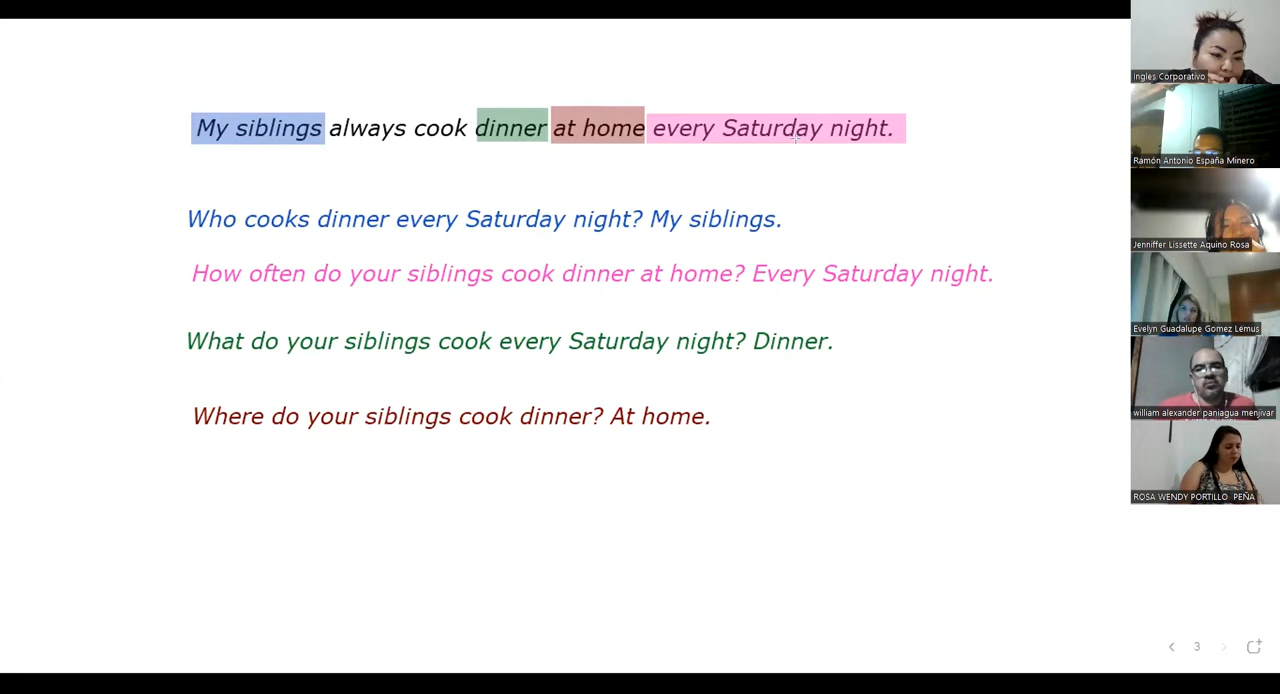 My siblings always cook dinner at home every Saturday night.
Who cooks dinner every Saturday night? My siblings.
How often do your siblings cook dinner at home? Every Saturday night.
What do your siblings cook every Saturday night? Dinner.
Where do your siblings cook dinner? At home.
Ingles Corporativo
Ramón Antonio España Minero
Jenniffer Lissette Aquino Rosa
Evelyn Guadalupe Gomez Lemus
william alexander paniagua menjivar
ROSA WENDY PORTILLO PEÑA
3